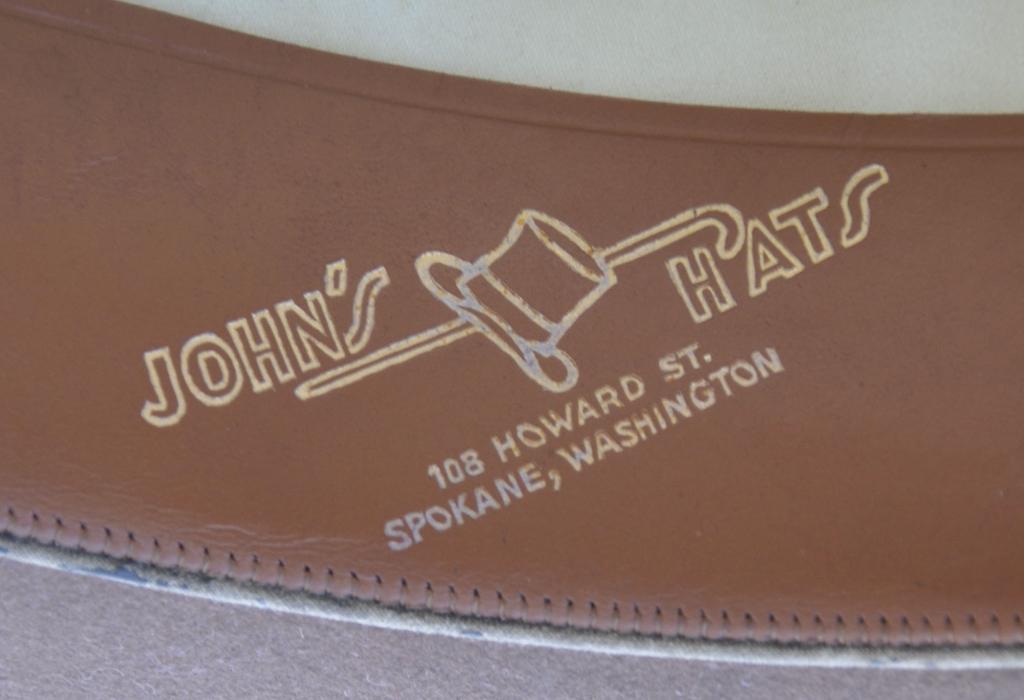 JOHN'S HATS
108 HOWARD ST.
SPOKANE, WASHINGTON